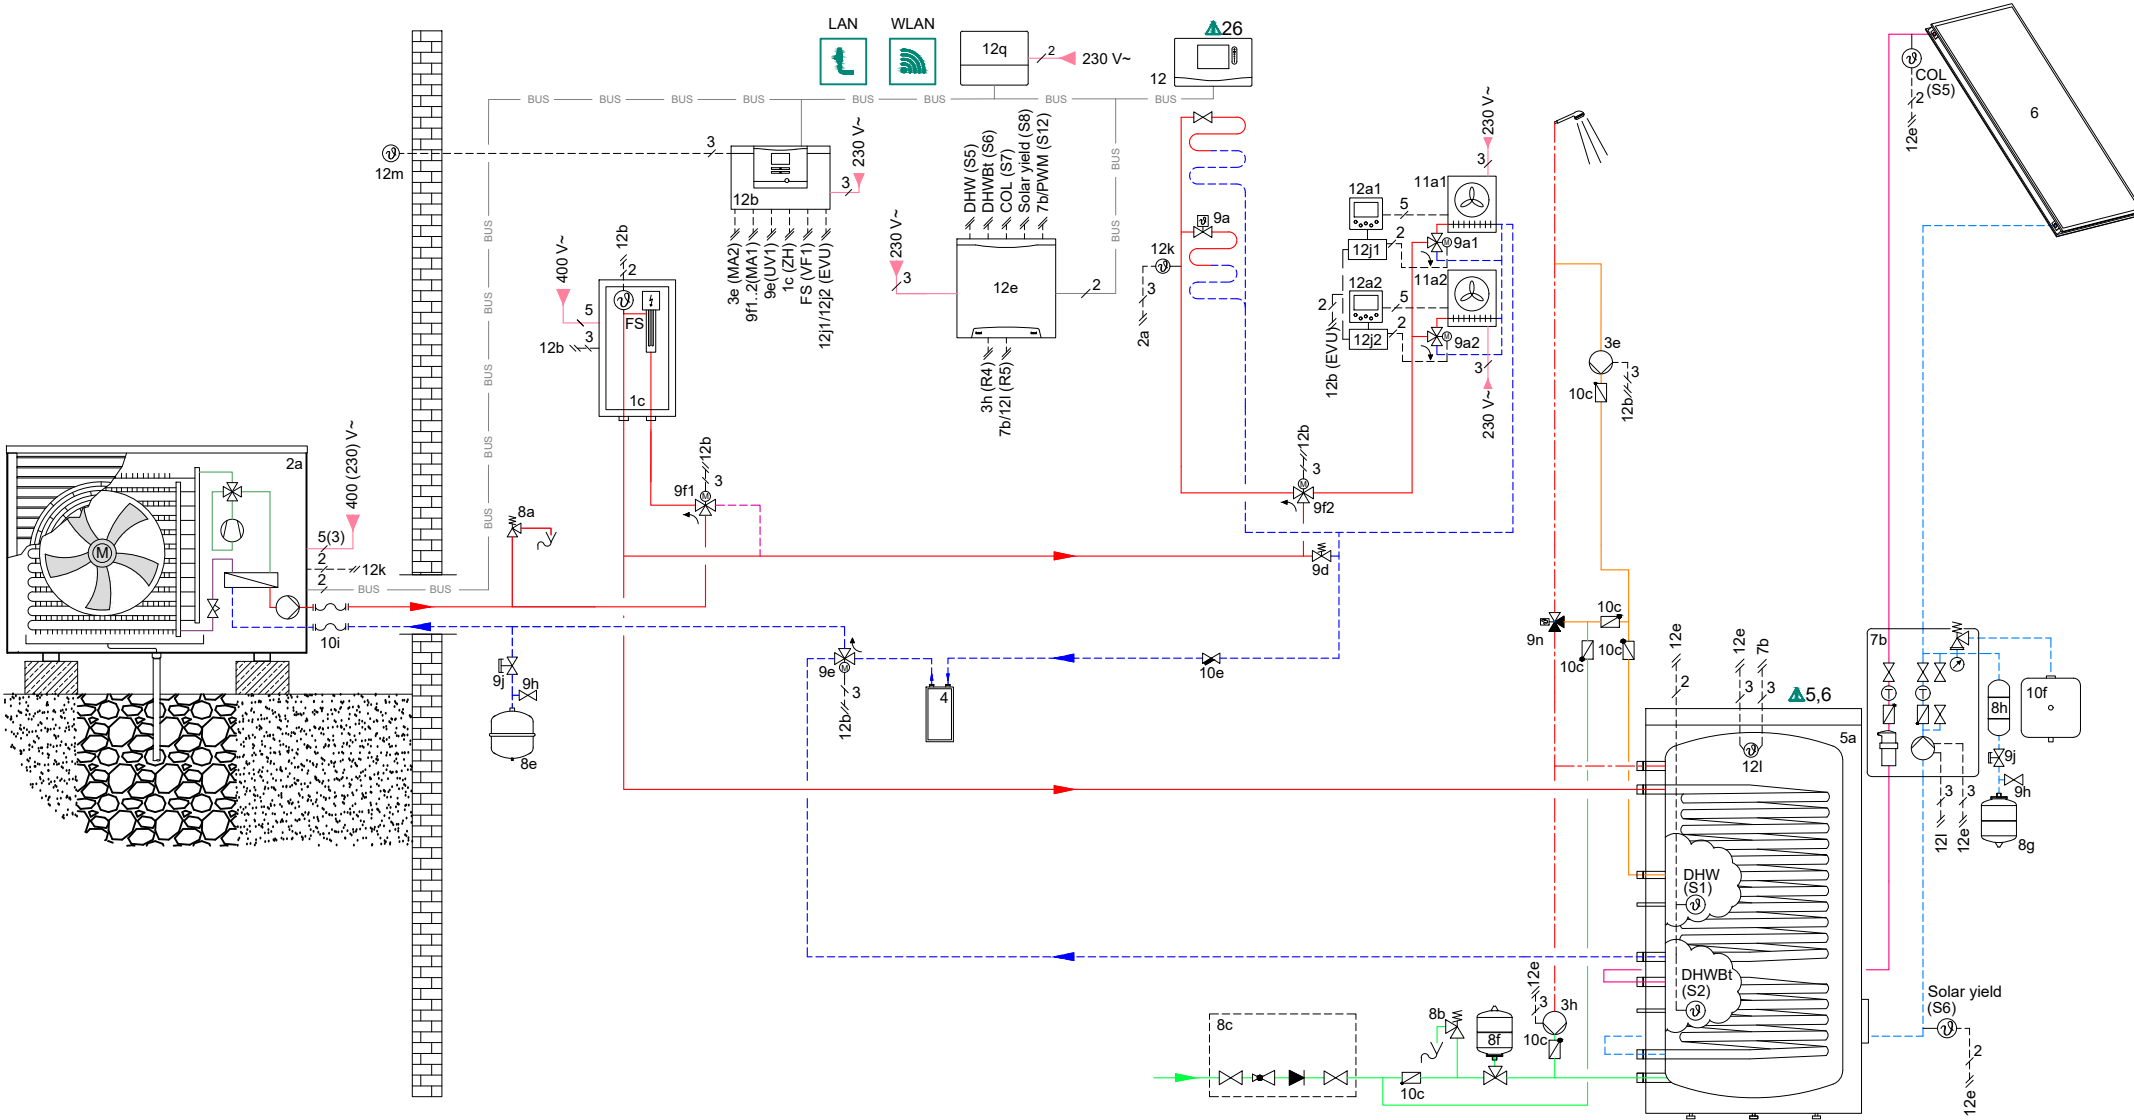 LAN
WLAN
12q
2
230 V~
26
12
BUS
BUS
BUS
BUS
BUS
BUS
BUS
BUS
COL
(S5)
2
12e
6
12m
3
12b
3
230 V~
3e (MA2)
9f1..2(MA1)
9e(UV1)
1c (ZH)
FS (VF1)
12j1/12j2 (EVU)
BUS
BUS
BUS
BUS
BUS
DHW (S5)
DHWBt (S6)
COL (S7)
Solar yield (S8)
7b/PWM (S12)
230 V~
3
12e
2
3h (R4)
7b/12l (R5)
9a
12k
3
2a
230 V~
3
12a1
5
11a1
2
12j1
9a1
12a2
5
11a2
2
12j2
9a2
2
12b (EVU)
3
230 V~
12b
2
400 V~
5
3
12b
FS
1c
12b
3
9f1
12b
3
9f2
9d
3e
3
12b
10c
2a
400 (230) V~
5(3)
2
12k
2
BUS
BUS
M
10i
8a
9j
9h
8e
9e
3
12b
4
10e
9n
10c
10c
10c
12e
2
12e
3
7b
3
5,6
5a
12l
DHW
(S1)
DHWBt
(S2)
7b
T
T
8h
10f
9j
9h
8g
3
12l
3
12e
Solar yield
(S6)
2
12e
8c
10c
8b
8f
12e
3
3h
10c